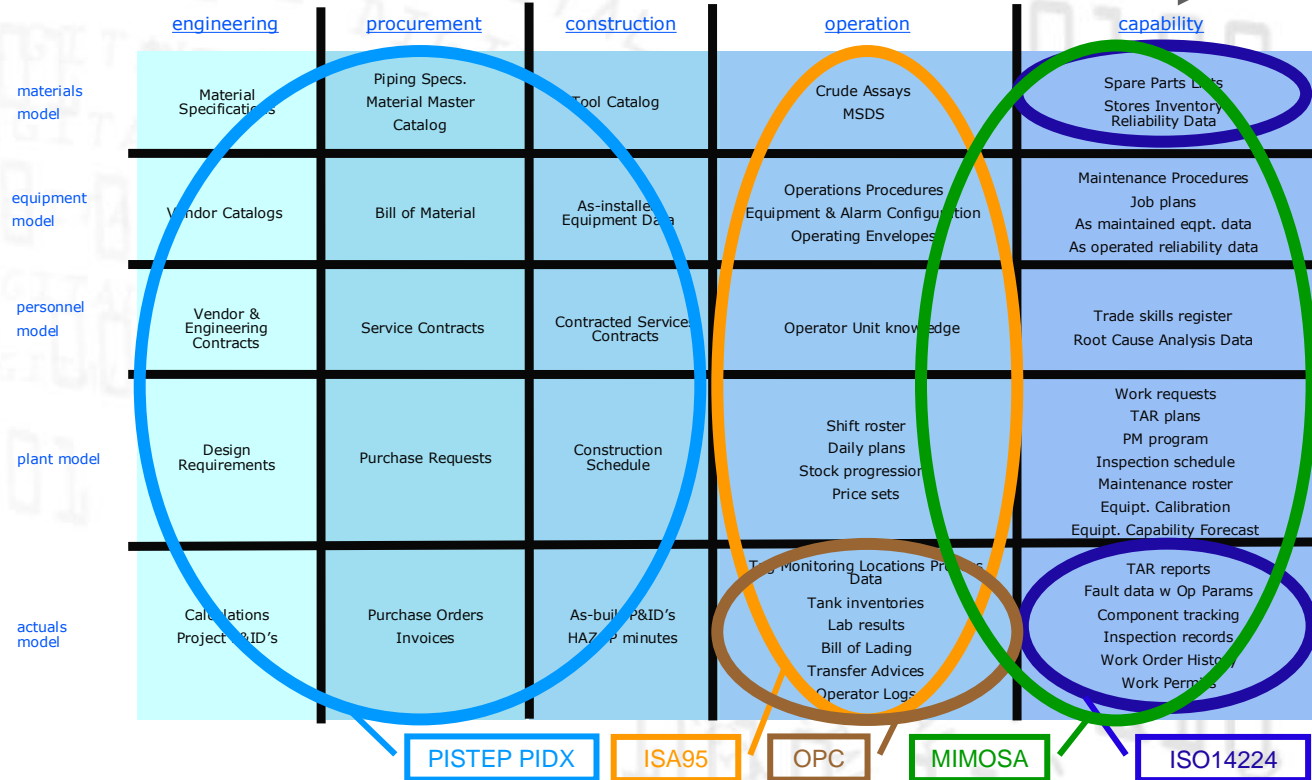 engineering
procurement
construction
operation
capability
materials
model
Material
Specifications
Piping Specs.
Material Master
Catalog
Tool Catalog
Crude Assays
MSDS
Spare Parts Lists
Stores Inventory
Reliability Data
equipment
model
Vendor Catalogs
Bill of Material
As-installed
Equipment Data
Operations Procedures
Equipment & Alarm Configuration
Operating Envelopes
Maintenance Procedures
Job plans
As maintained eqpt. data
As operated reliability data
personnel
model
Vendor &
Engineering
Contracts
Service Contracts
Contracted Services
Contracts
Operator Unit knowledge
Trade skills register
Root Cause Analysis Data
plant model
Design
Requirements
Purchase Requests
Construction
Schedule
Shift roster
Daily plans
Stock progression
Price sets
Work requests
TAR plans
PM program
Inspection schedule
Maintenance roster
Equipt. Calibration
Equipt. Capability Forecast
actuals
model
Calculations
Project P&ID's
Purchase Orders
Invoices
As-built P&ID's
HAZOP minutes
Tag Monitoring Locations Process
Data
Tank inventories
Lab results
Bill of Lading
Transfer Advices
Operator Logs
TAR reports
Fault data w Op Params
Component tracking
Inspection records
Work Order History
Work Permits
PISTEP PIDX
ISA95
OPC
MIMOSA
ISO14224